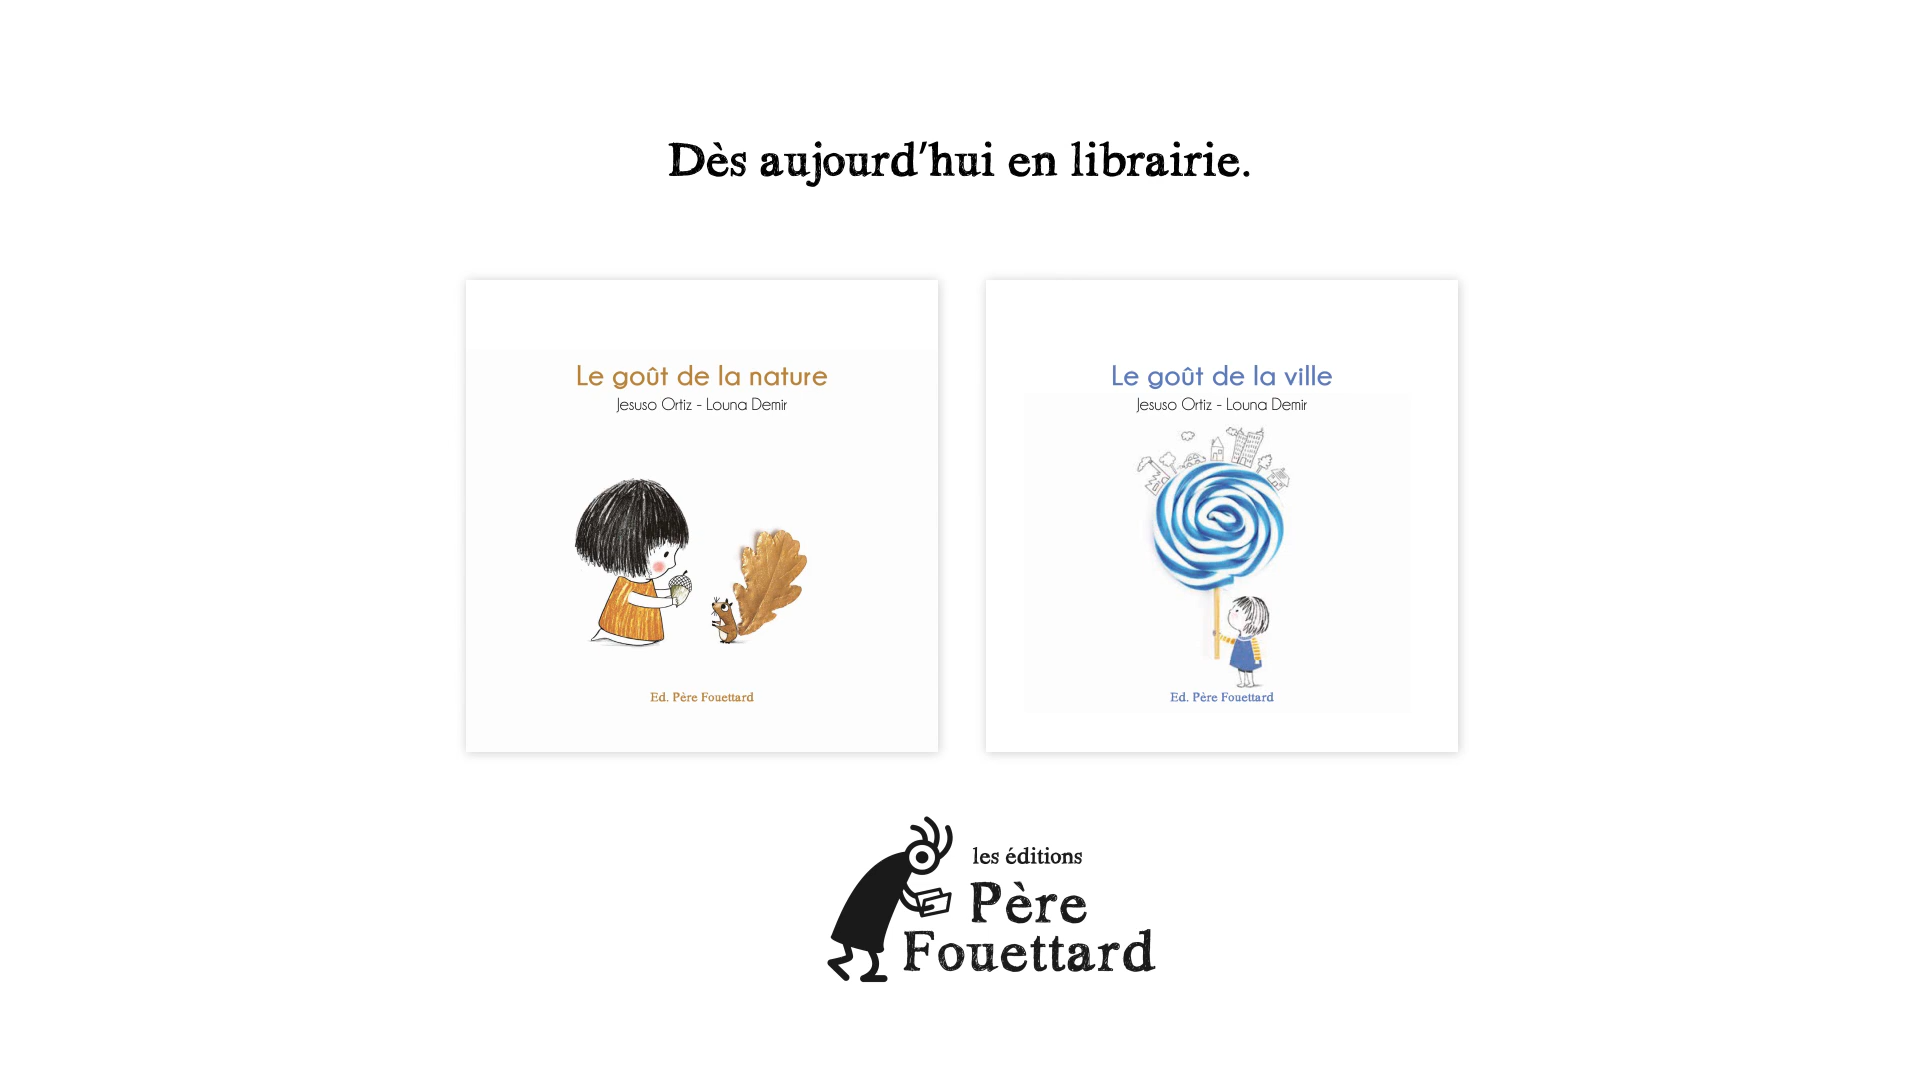 Dès aujourd'hui en librairie.
Le goût de la nature
Jesuso Ortiz - Louna Demir
Ed. Père Fouettard
Le goût de la ville
Jesuso Ortiz - Louna Demir
Ed. Père Fouettard
les éditions
Père
Fouettard